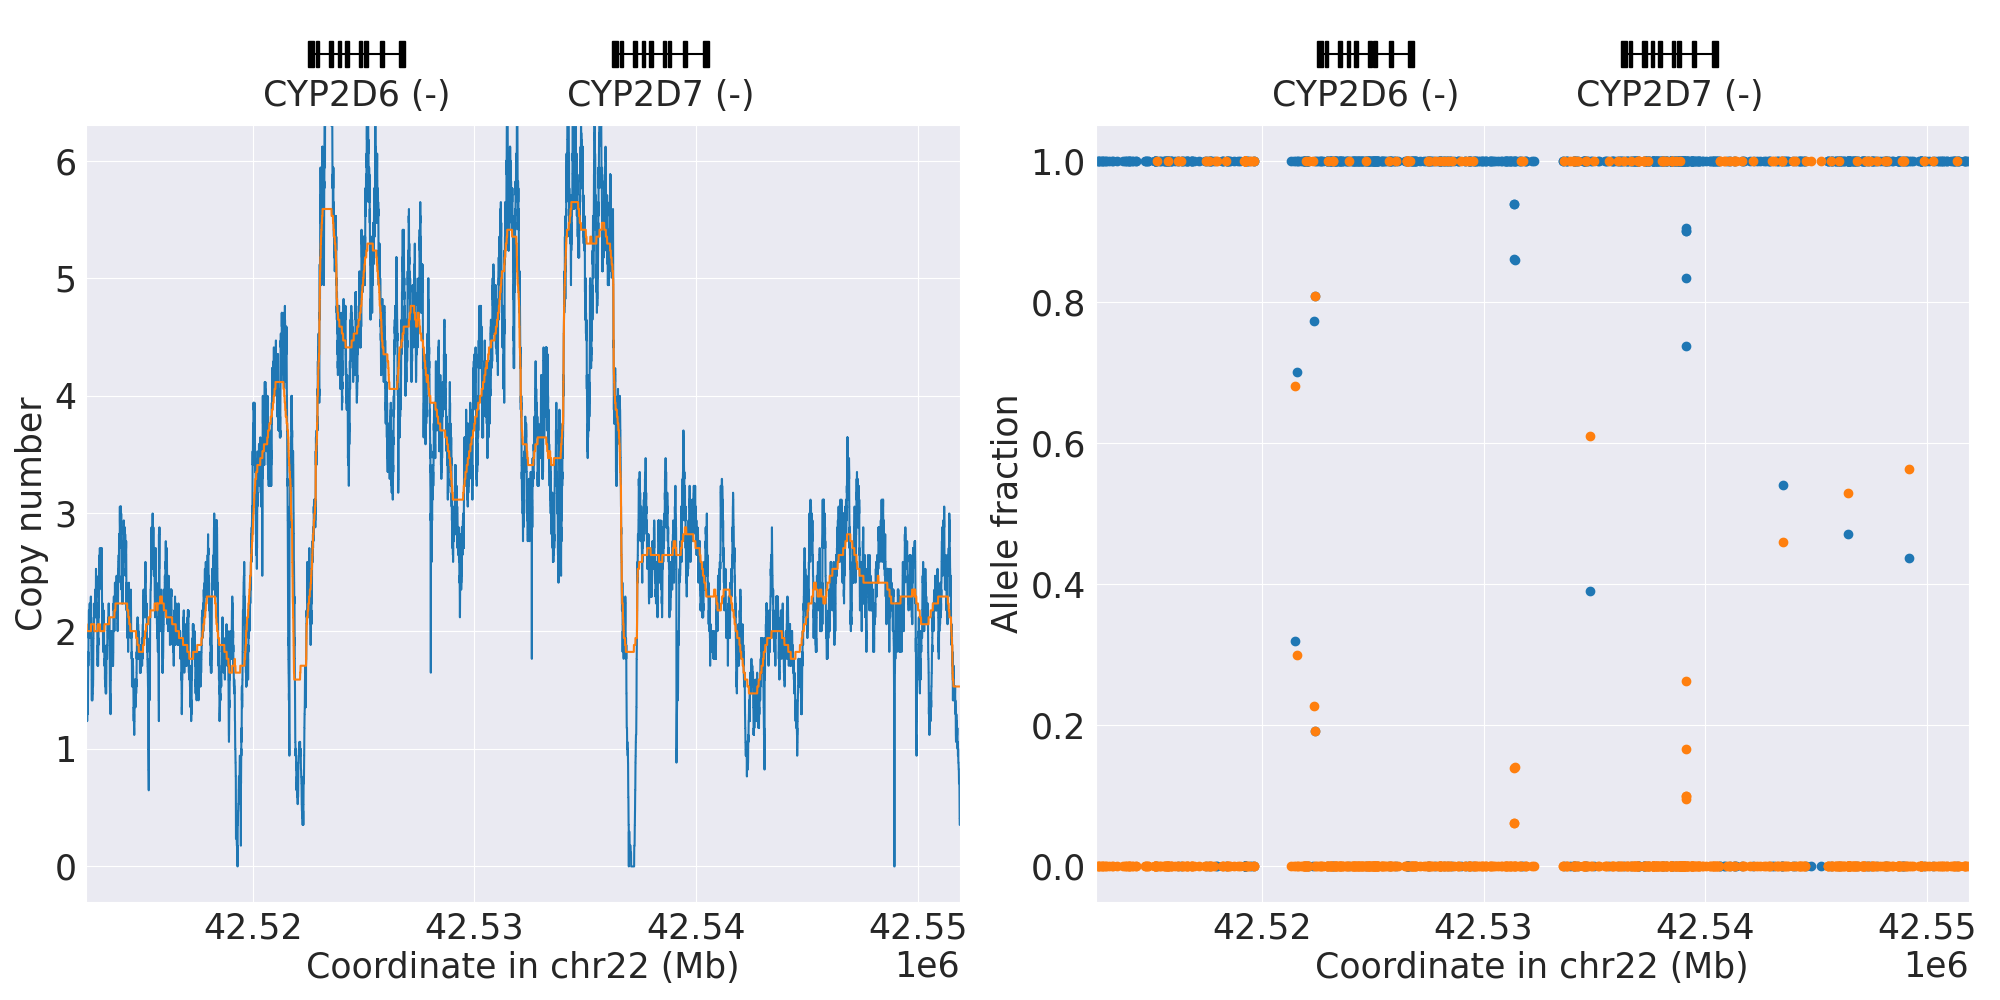 CYP2D6 (-)
CYP2D7 (-)
6
5
4
3
2
1
0
Copy number
42.52
42.53
42.54
42.55
Coordinate in chr22 (Mb)
1e6
CYP2D6 (-)
CYP2D7 (-)
1.0
0.8
0.6
0.4
0.2
0.0
Allele fraction
42.52
42.53
42.54
42.55
Coordinate in chr22 (Mb)
1e6